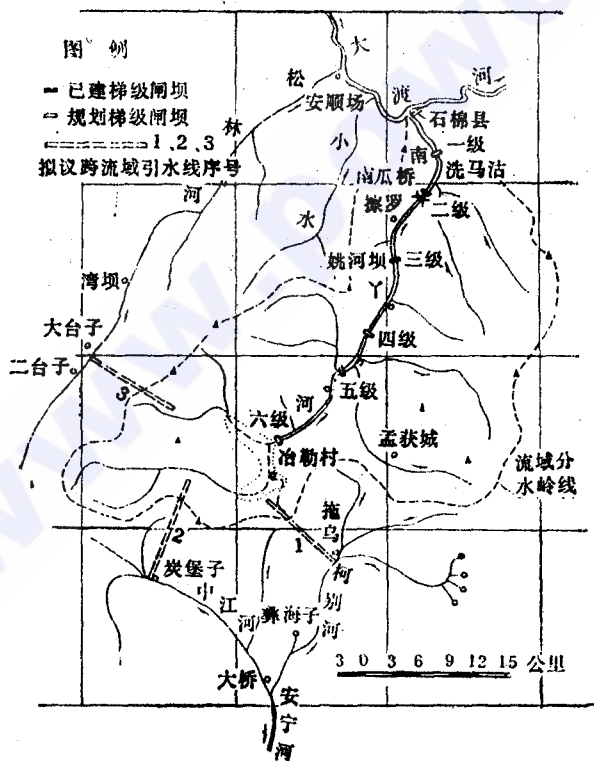 图例
已建梯级闸坝
规划梯级闸坝
1、2、3
拟议跨流域引水线序号
大渡河
松林河
安顺场
石棉县
小水
南
一级
洗马沽
南瓜桥
擦罗
二级
姚河坝
三级
丫
湾坝
大台子
四级
二台子
五级
3
河
六级
冶勒村
孟获城
流域分
水岭线
拖乌
2
1
炭堡子
中江河
彝海子
柯别河
3 0 3 6 9 12 15 公里
大桥
安宁河